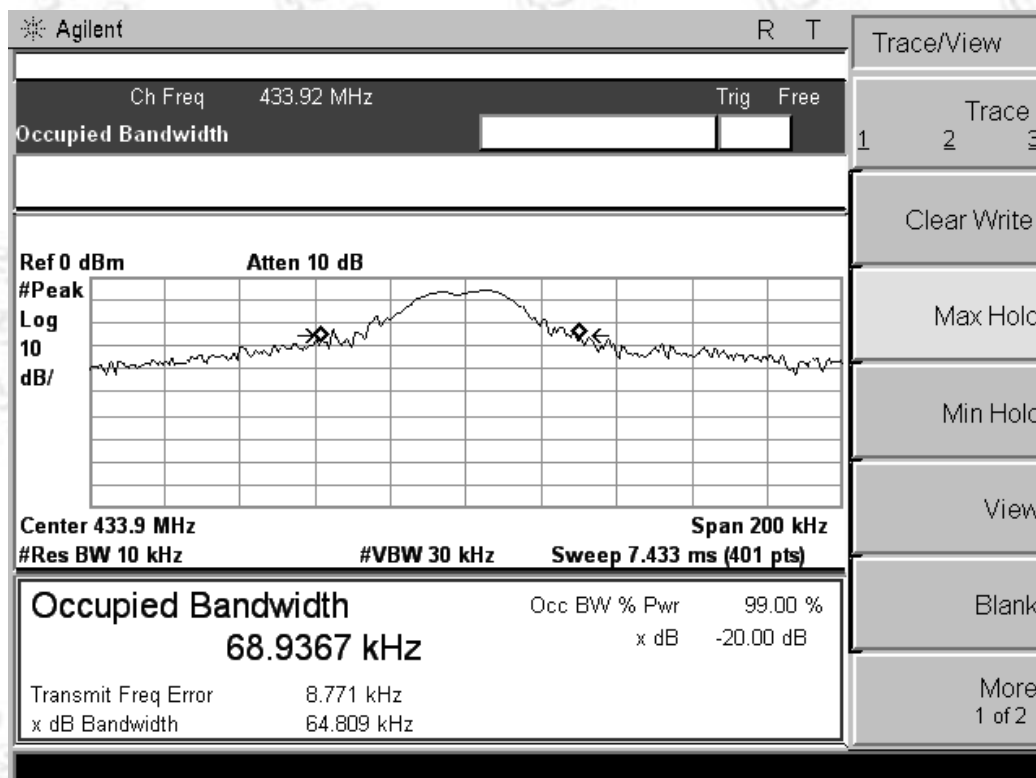 Agilent R T
Ch Freq 433.92 MHz Trig Free
Occupied Bandwidth
Ref 0 dBm Atten 10 dB
#Peak
Log
10
dB/
Center 433.9 MHz Span 200 kHz
#Res BW 10 kHz #VBW 30 kHz Sweep 7.433 ms (401 pts)
Occupied Bandwidth
68.9367 kHz
Occ BW % Pwr 99.00 %
x dB -20.00 dB
Transmit Freq Error 8.771 kHz
x dB Bandwidth 64.809 kHz
Trace/View
Trace
1 2 3
Clear Write
Max Hold
Min Hold
View
Blank
More
1 of 2